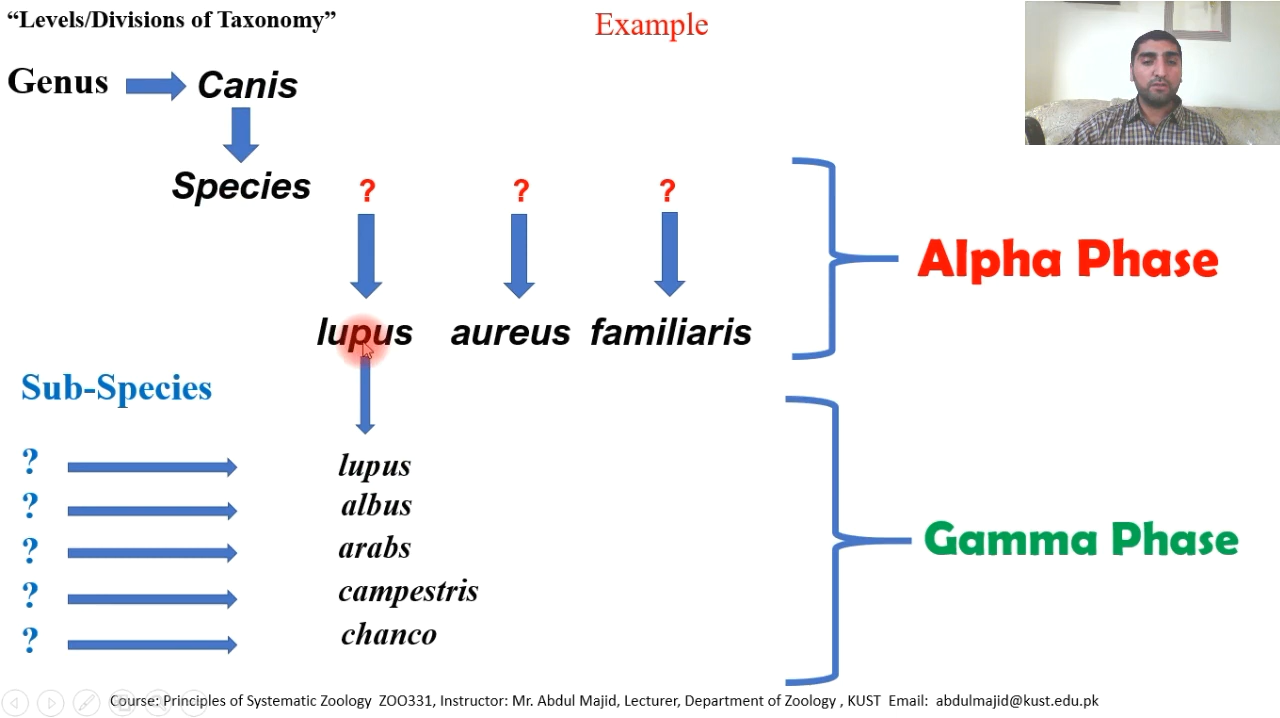 “Levels/Divisions of Taxonomy”
Example
Genus Canis
Species ? ? ?
Alpha Phase
lupus aureus familiaris
Sub-Species
? lupus
? albus
? arabs
Gamma Phase
? campestris
? chanco
Course: Principles of Systematic Zoology ZOO331, Instructor: Mr. Abdul Majid, Lecturer, Department of Zoology , KUST Email: abdulmajid@kust.edu.pk